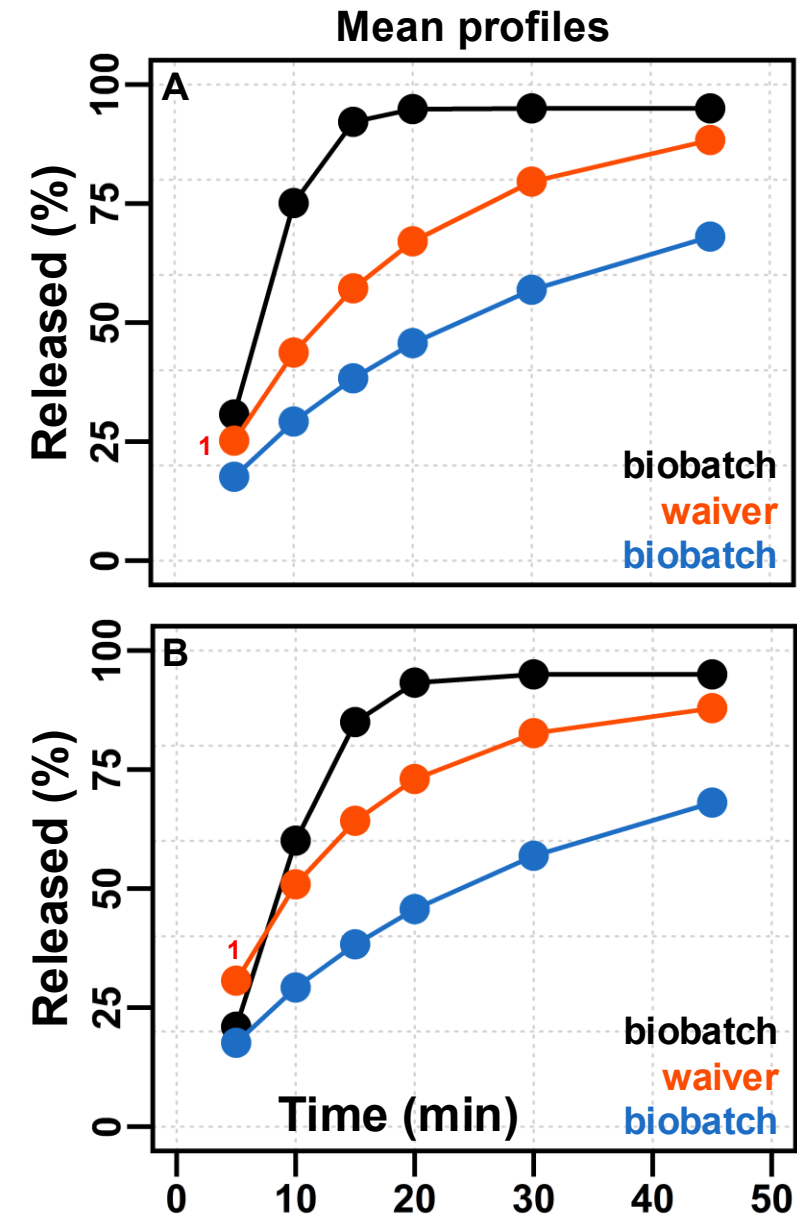 Mean profiles
A
Released (%)
100
75
50
25
0
1
biobatch
waiver
biobatch
B
Released (%)
100
75
50
25
0
1
biobatch
waiver
biobatch
Time (min)
0 10 20 30 40 50